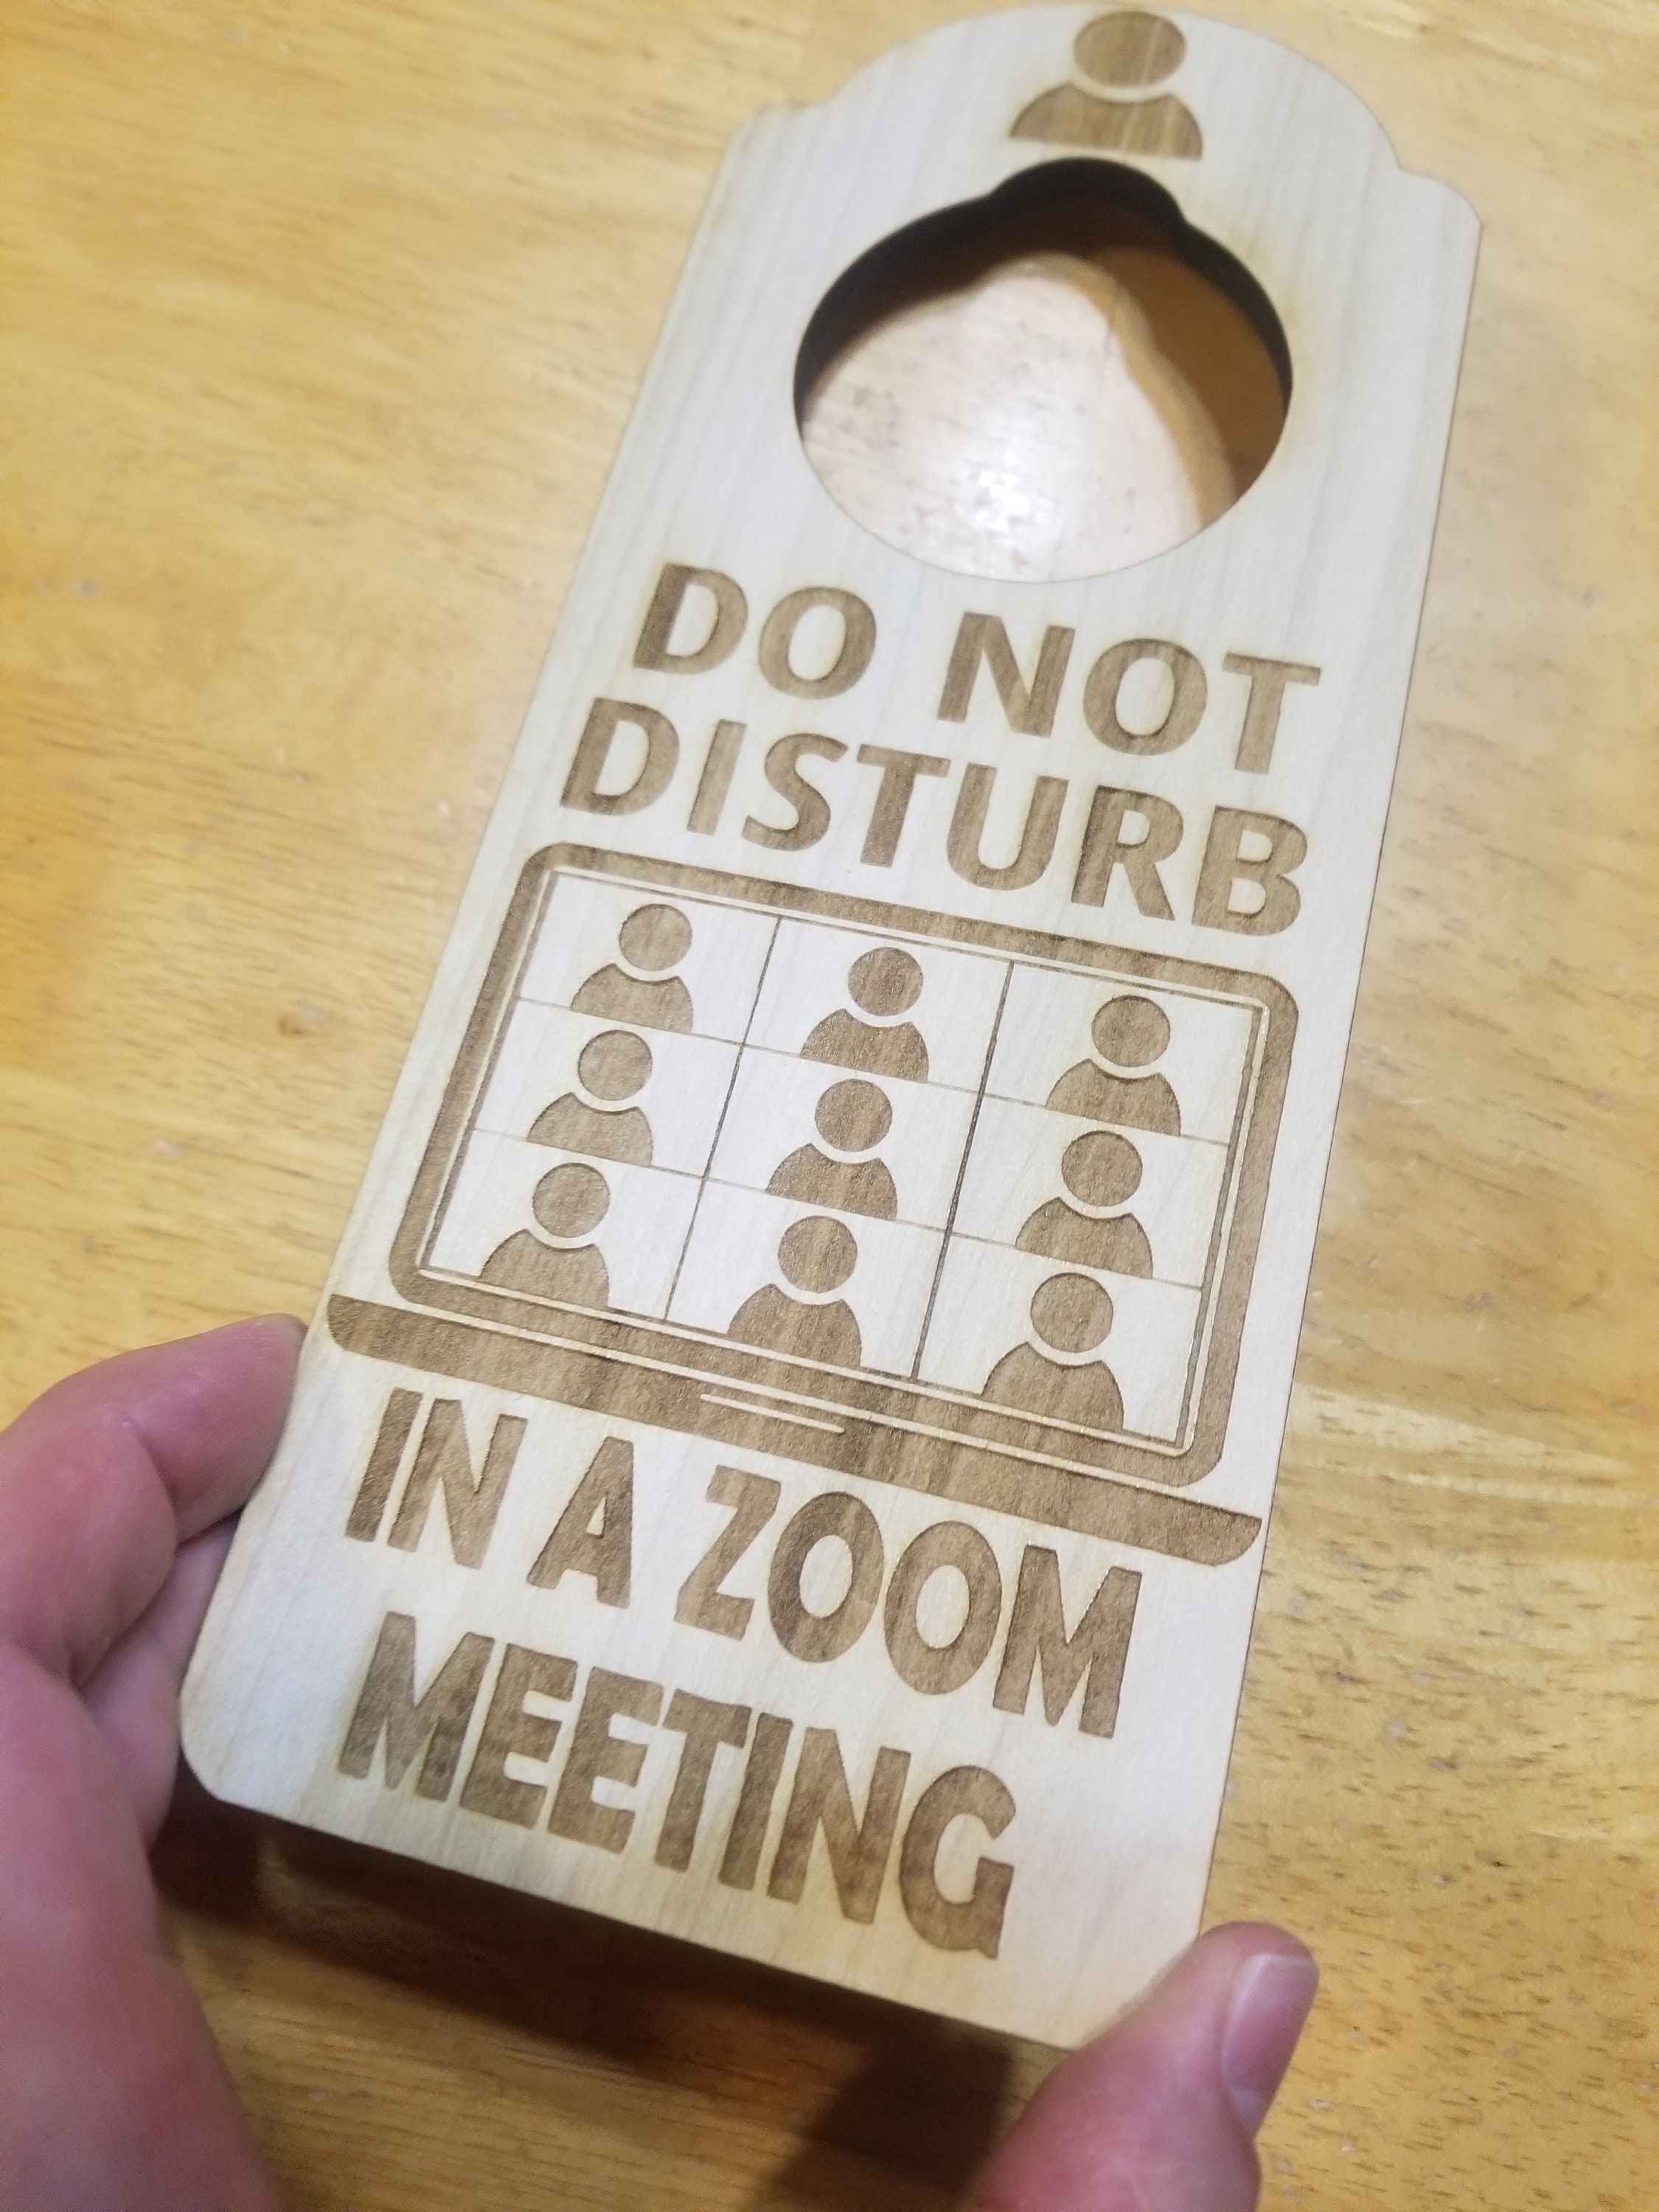 DO NOT
DISTURB
IN A ZOOM
MEETING